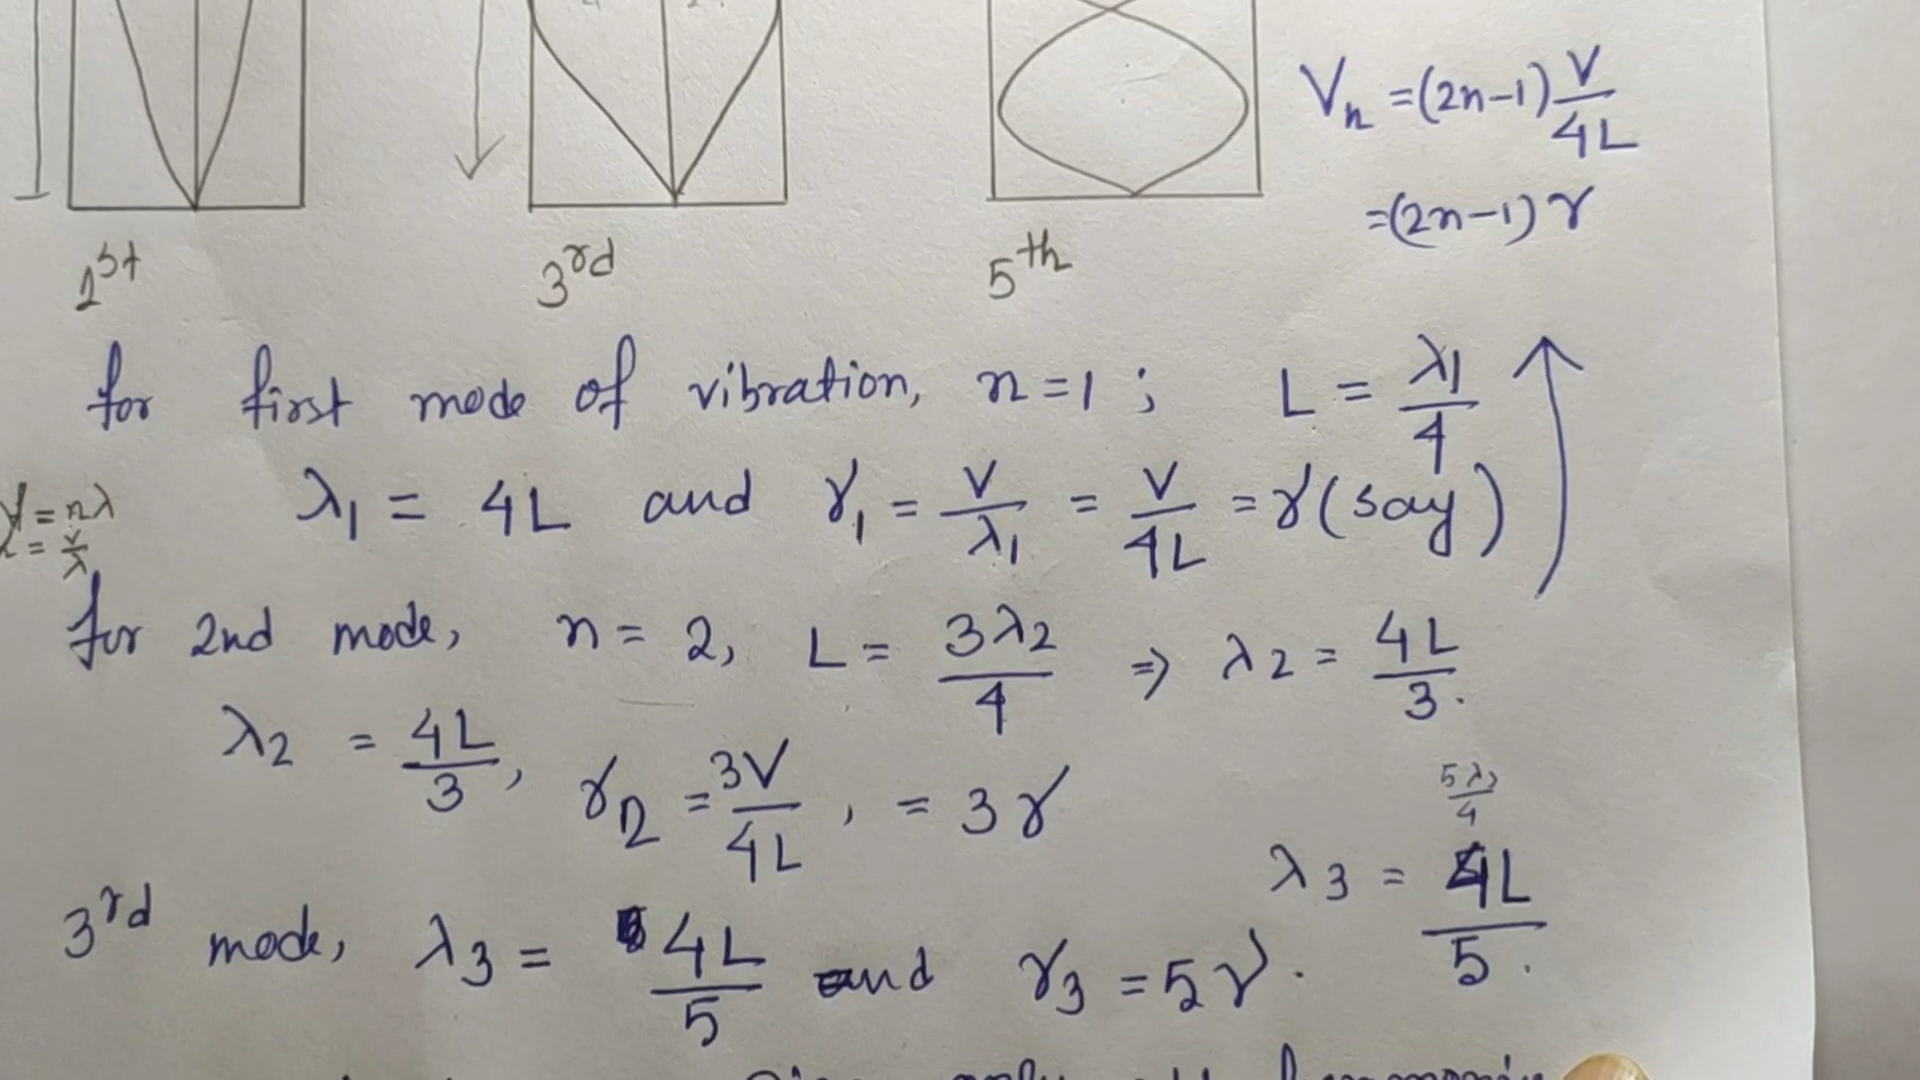 Vn = (2n-1) V/4L
= (2n-1) γ
1st 3rd 5th
for first mode of vibration, n=1 ; L = λ1/4
λ1 = 4L and γ1 = V/λ1 = V/4L = γ (say)
V = nλ
= V/λ
for 2nd mode, n = 2, L = 3λ2/4 ⇒ λ2 = 4L/3.
λ2 = 4L/3, γ2 = 3V/4L , = 3γ
5λ3/4
λ3 = 4L/5.
3rd mode, λ3 = 4L/5 and γ3 = 5γ.
only